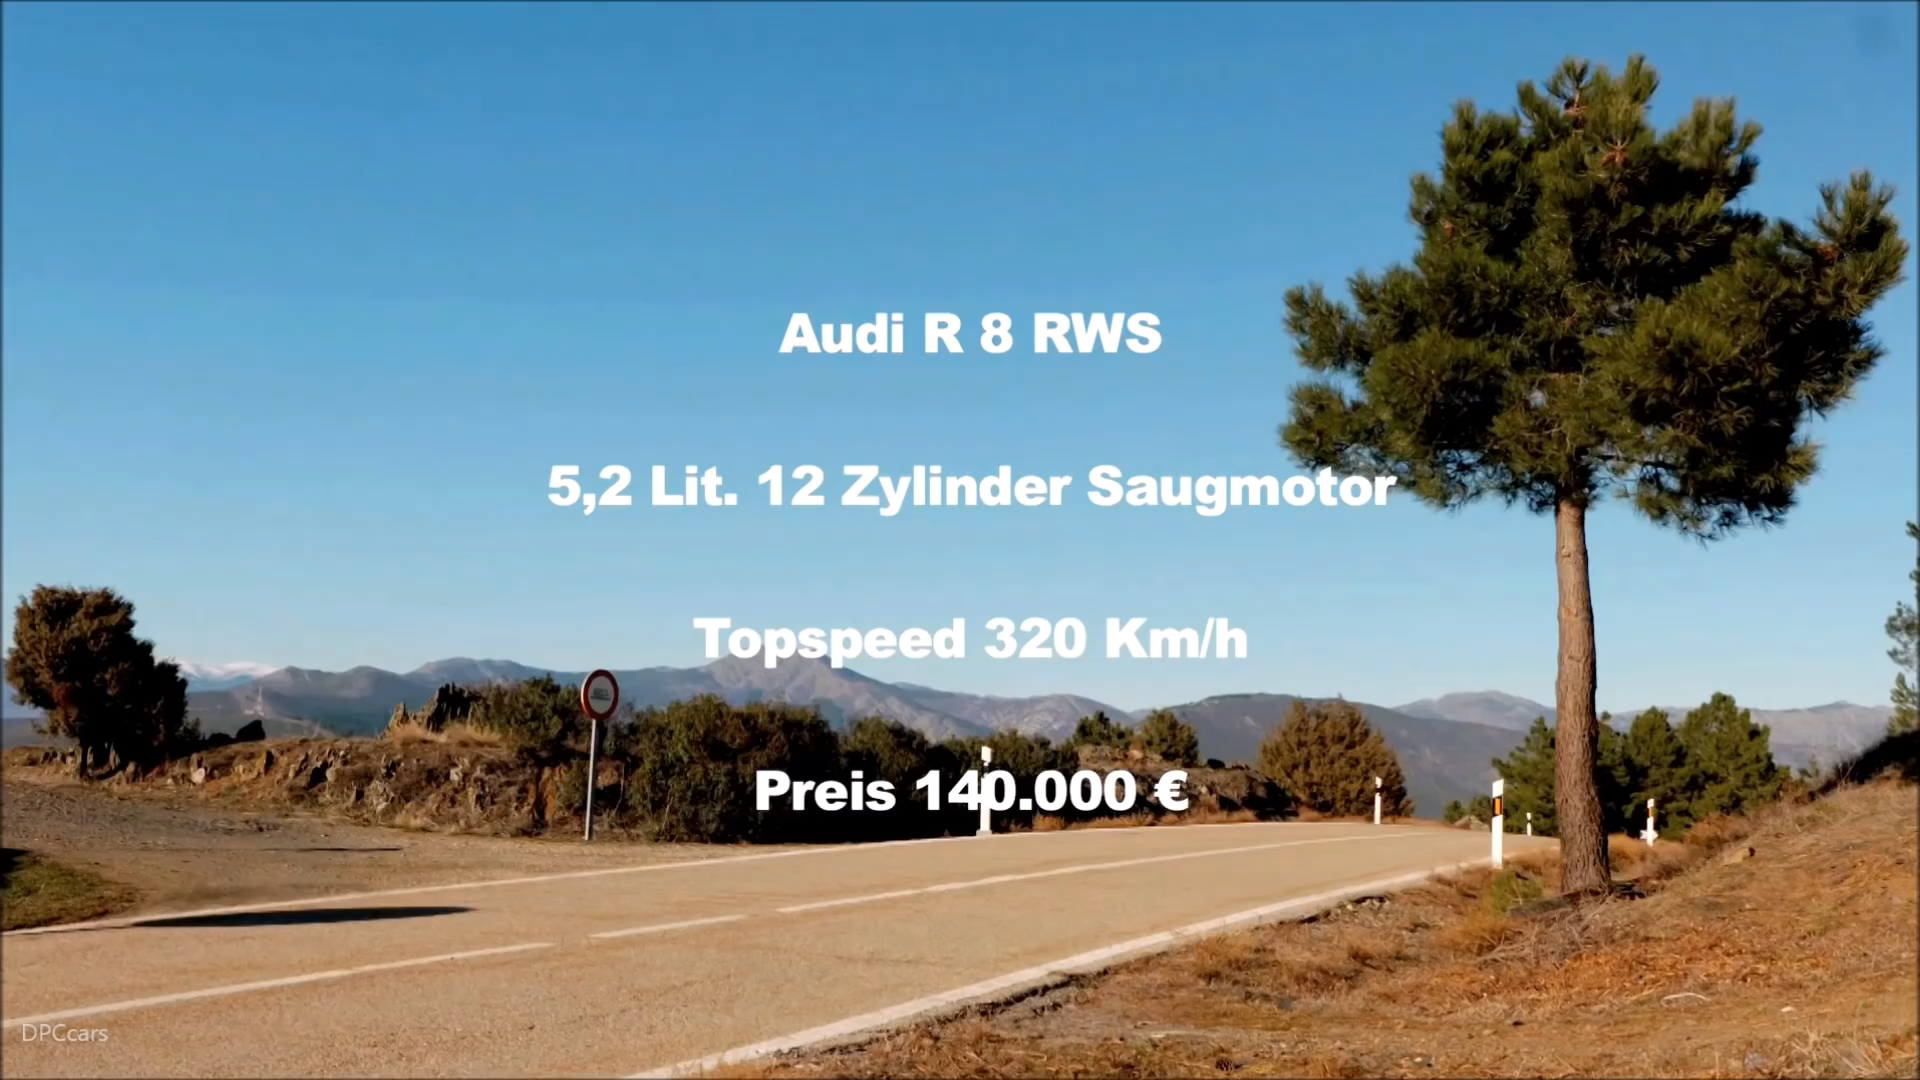 Audi R 8 RWS
5,2 Lit. 12 Zylinder Saugmotor
Topspeed 320 Km/h
Preis 140.000 €
DPCcars